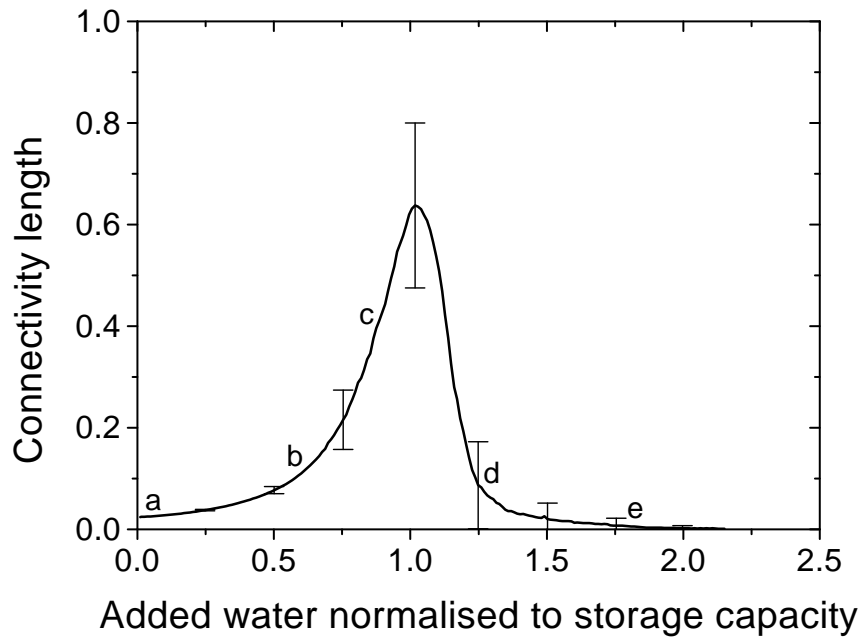 1.0
0.8
0.6
0.4
0.2
0.0
Connectivity length
a
b
c
d
e
0.0 0.5 1.0 1.5 2.0 2.5
Added water normalised to storage capacity